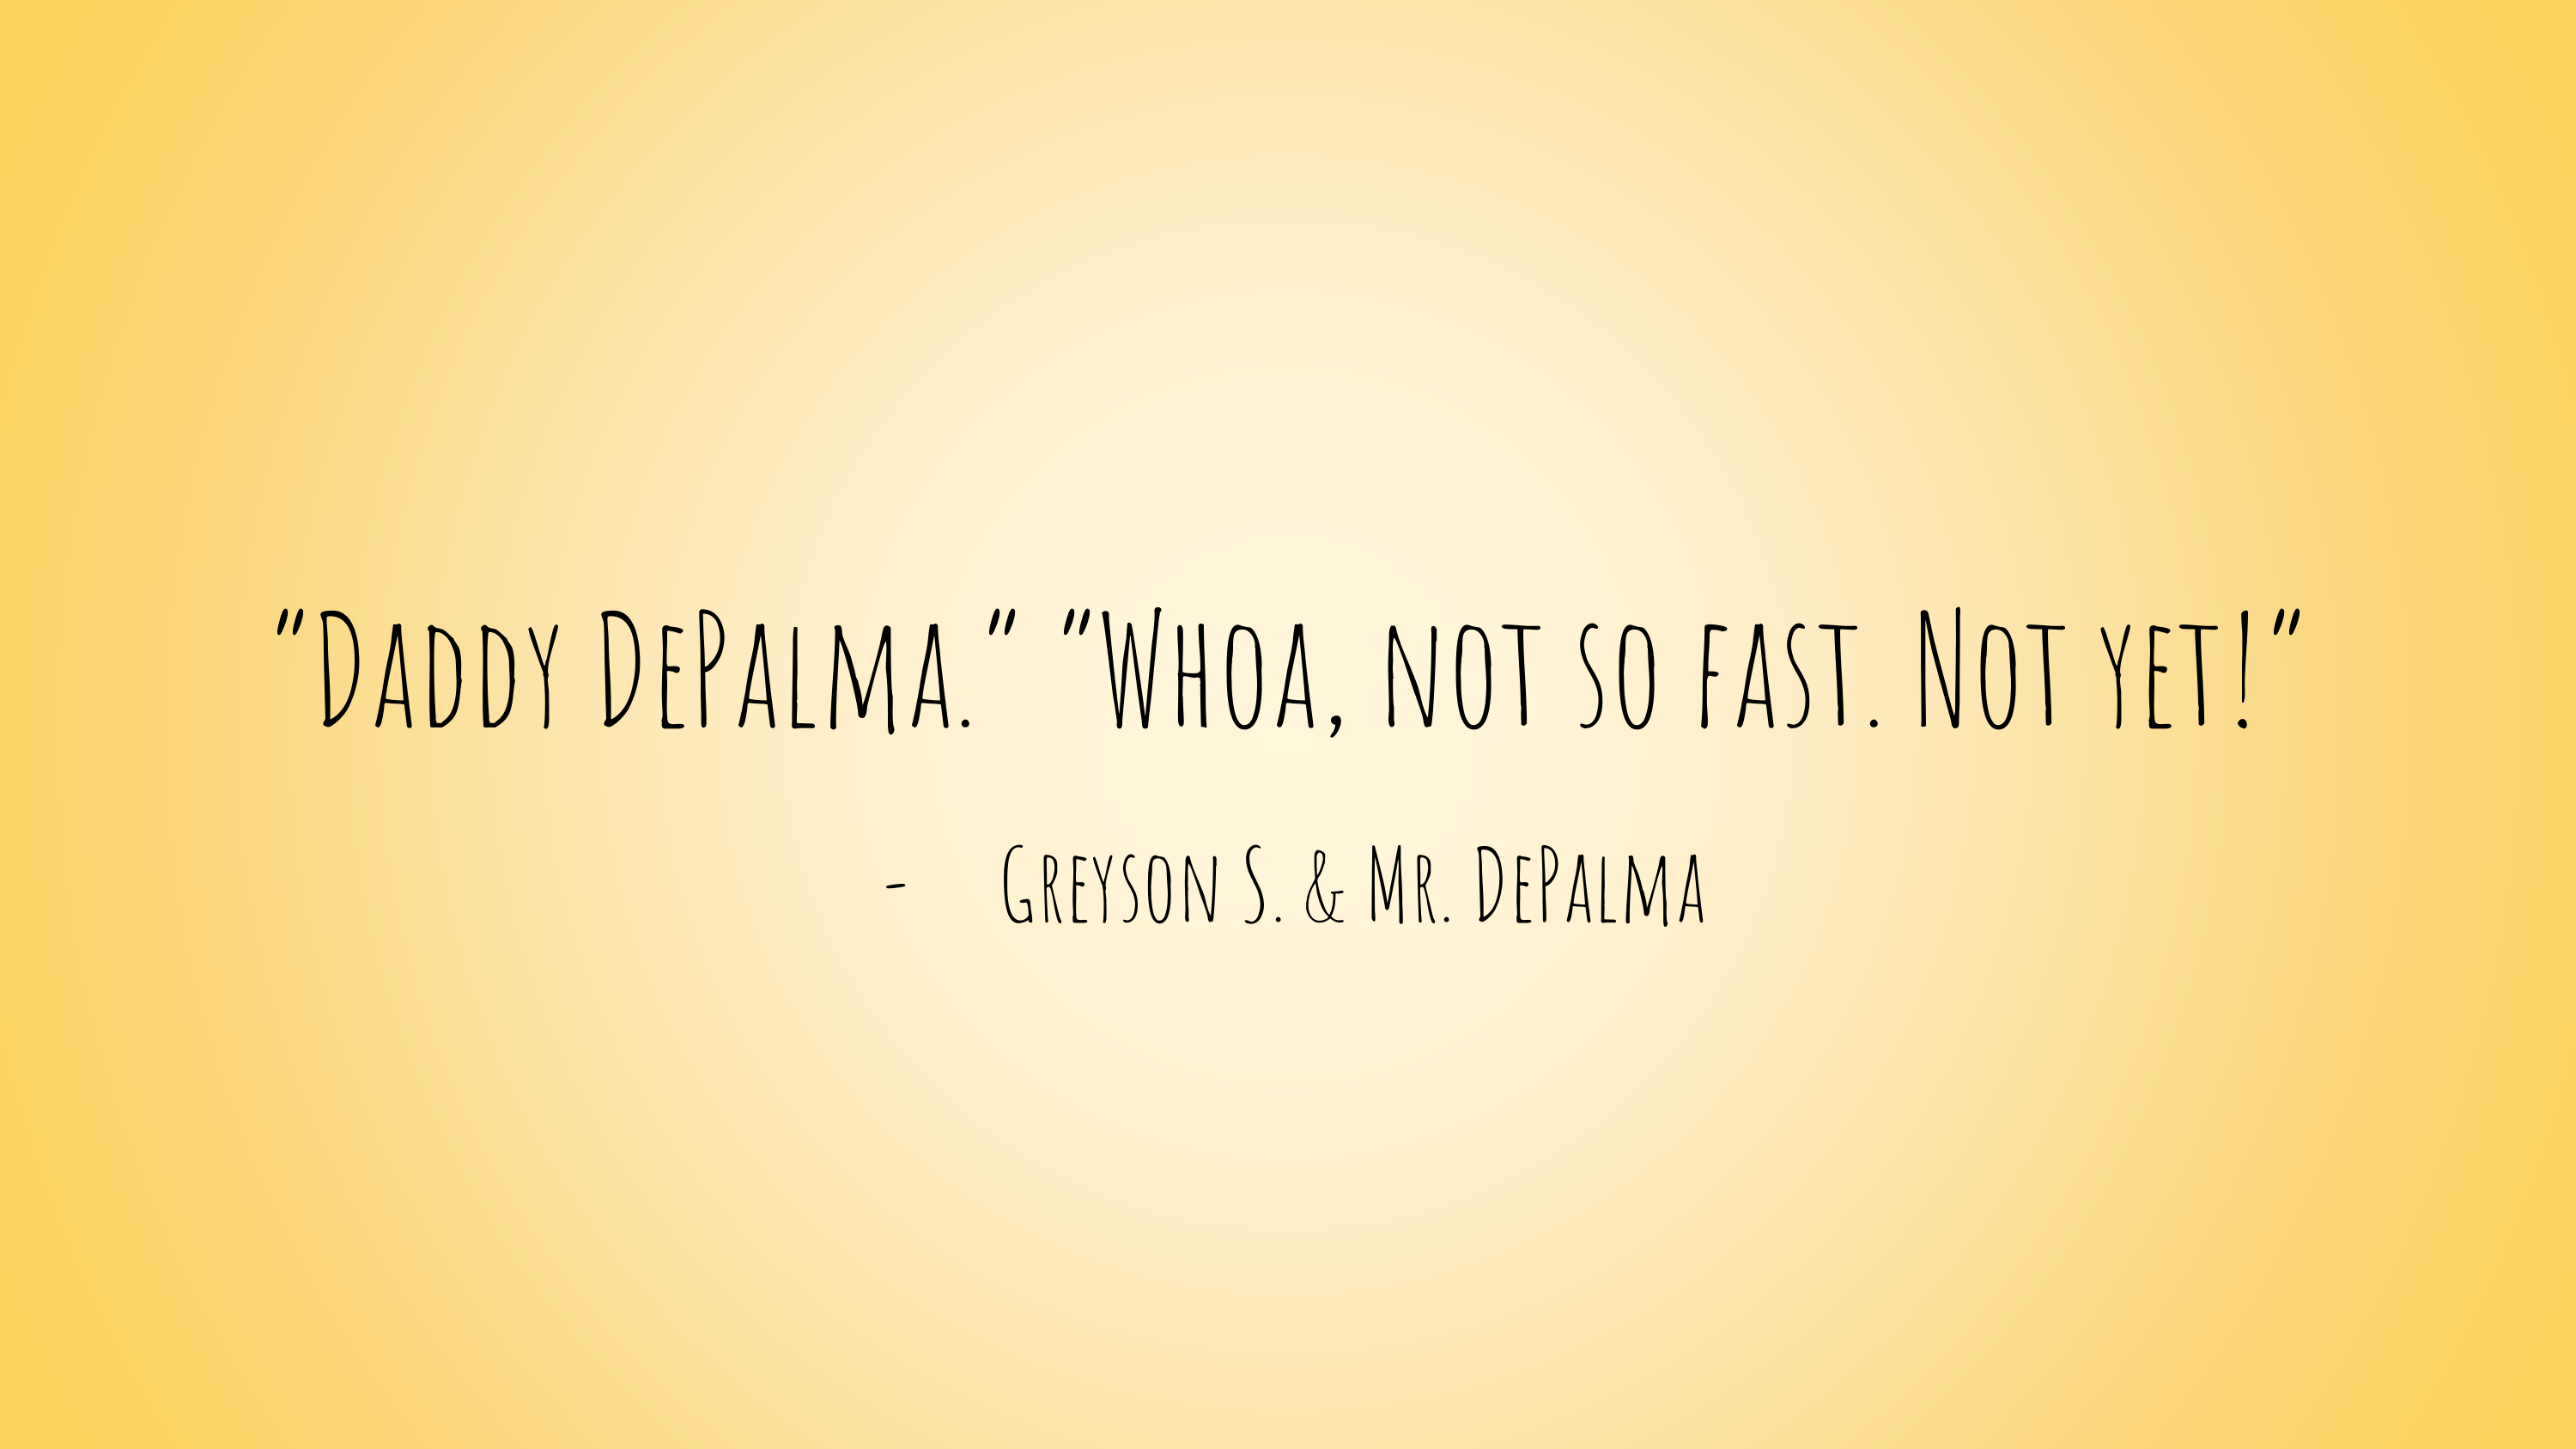 "Daddy DePalma." "Whoa, not so fast. Not yet!"
- Greyson S. & Mr. DePalma